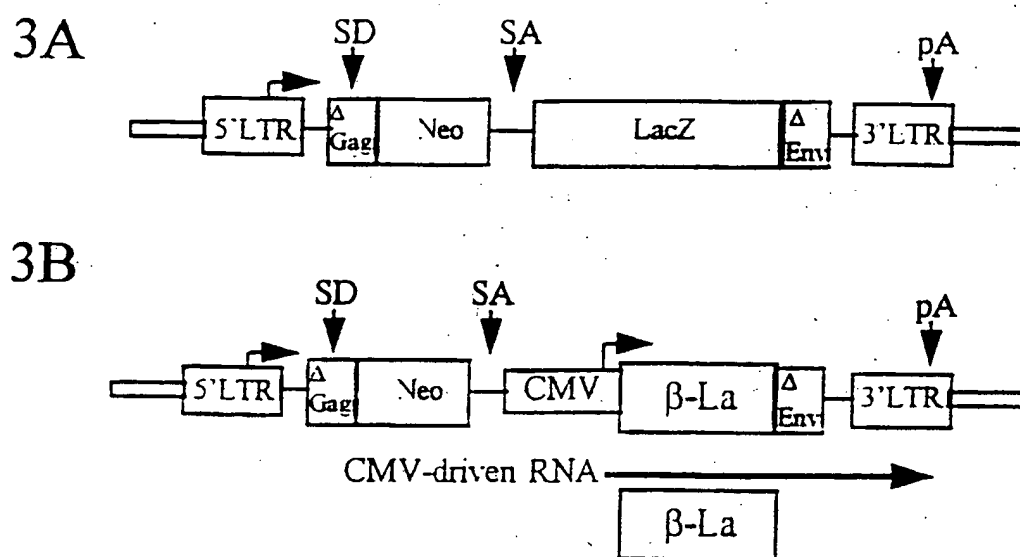 3A
SD SA pA
5'LTR Δ Gag Neo LacZ Δ Env 3'LTR
3B
SD SA pA
5'LTR Δ Gag Neo CMV β-La Δ Env 3'LTR
CMV-driven RNA
β-La